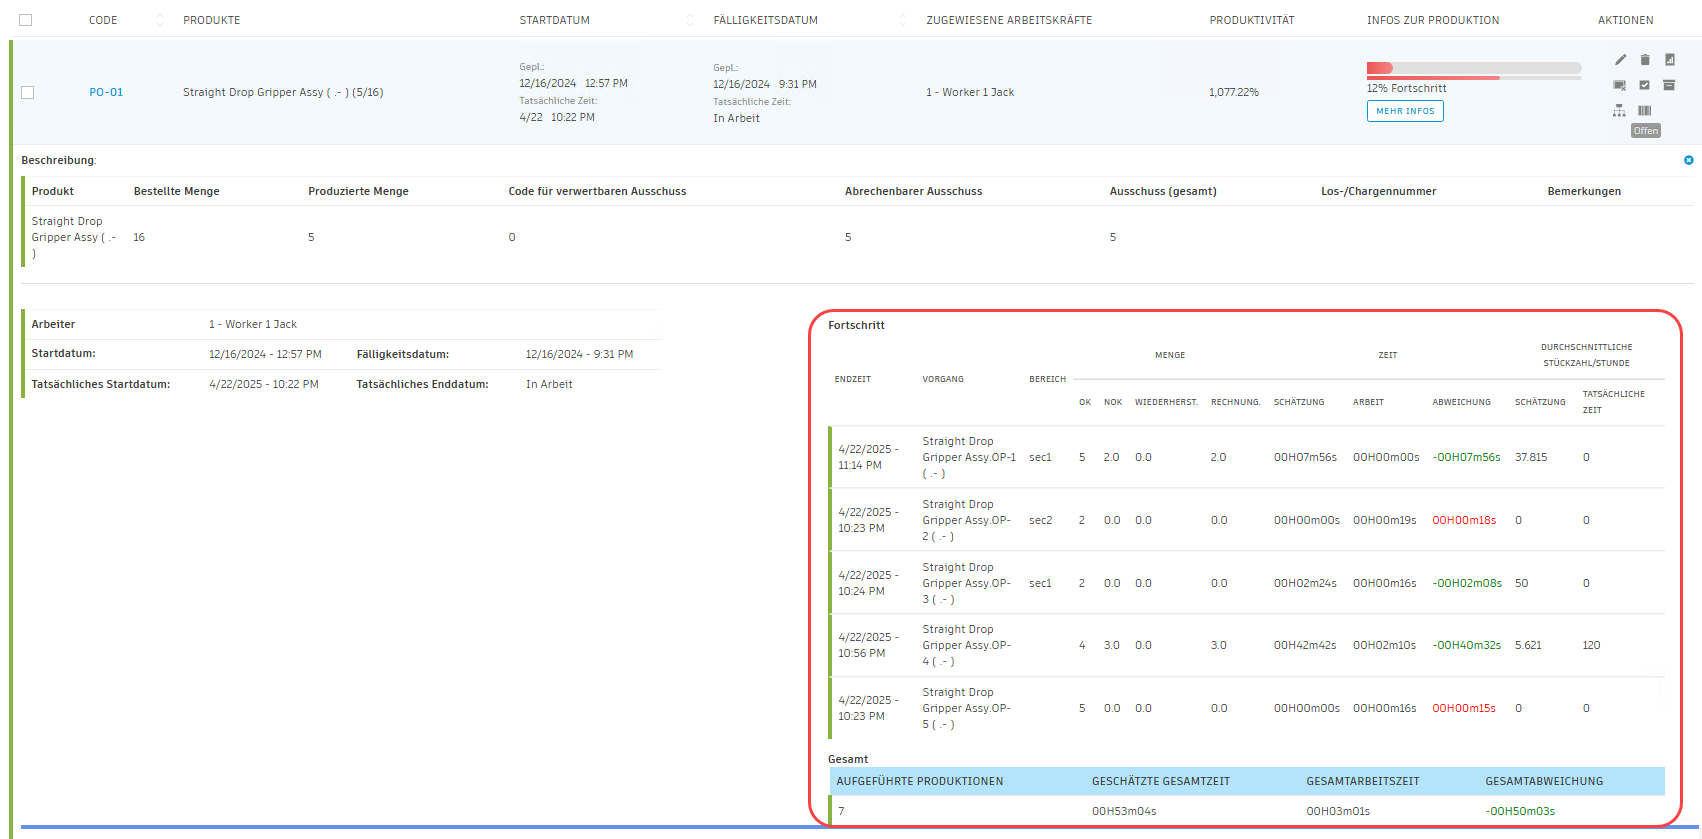 CODE PRODUKTE STARTDATUM FÄLLIGKEITSDATUM ZUGEWIESENE ARBEITSKRÄFTE PRODUKTIVITÄT INFOS ZUR PRODUKTION AKTIONEN
PO-01 Straight Drop Gripper Assy ( .- ) (5/16)
Gepl.:
12/16/2024 12:57 PM
Tatsächliche Zeit:
4/22 10:22 PM
Gepl.:
12/16/2024 9:31 PM
Tatsächliche Zeit:
In Arbeit
1 - Worker 1 Jack
1,077.22%
12% Fortschritt
MEHR INFOS
Offen
Beschreibung:
Produkt Bestellte Menge Produzierte Menge Code für verwertbaren Ausschuss Abrechenbarer Ausschuss Ausschuss (gesamt) Los-/Chargennummer Bemerkungen
Straight Drop
Gripper Assy ( .-
)
16 5 0 5 5
Arbeiter 1 - Worker 1 Jack
Startdatum: 12/16/2024 - 12:57 PM Fälligkeitsdatum: 12/16/2024 - 9:31 PM
Tatsächliches Startdatum: 4/22/2025 - 10:22 PM Tatsächliches Enddatum: In Arbeit
Fortschritt
ENDZEIT VORGANG BEREICH
MENGE ZEIT
DURCHSCHNITTLICHE
STÜCKZAHL/STUNDE
OK NOK WIEDERHERST. RECHNUNG. SCHÄTZUNG ARBEIT ABWEICHUNG SCHÄTZUNG
TATSÄCHLICHE
ZEIT
4/22/2025 -
11:14 PM
Straight Drop
Gripper Assy.OP-1
( .- )
sec1 5 2.0 0.0 2.0 00H07m56s 00H00m00s -00H07m56s 37.815 0
4/22/2025 -
10:23 PM
Straight Drop
Gripper Assy.OP-
2 ( .- )
sec2 2 0.0 0.0 0.0 00H00m00s 00H00m19s 00H00m18s 0 0
4/22/2025 -
10:24 PM
Straight Drop
Gripper Assy.OP-
3 ( .- )
sec1 2 0.0 0.0 0.0 00H02m24s 00H00m16s -00H02m08s 50 0
4/22/2025 -
10:56 PM
Straight Drop
Gripper Assy.OP-
4 ( .- )
4 3.0 0.0 3.0 00H42m42s 00H02m10s -00H40m32s 5.621 120
4/22/2025 -
10:23 PM
Straight Drop
Gripper Assy.OP-
5 ( .- )
5 0.0 0.0 0.0 00H00m00s 00H00m16s 00H00m15s 0 0
Gesamt
AUFGEFÜHRTE PRODUKTIONEN GESCHÄTZTE GESAMTZEIT GESAMTARBEITSZEIT GESAMTABWEICHUNG
7 00H53m04s 00H03m01s -00H50m03s